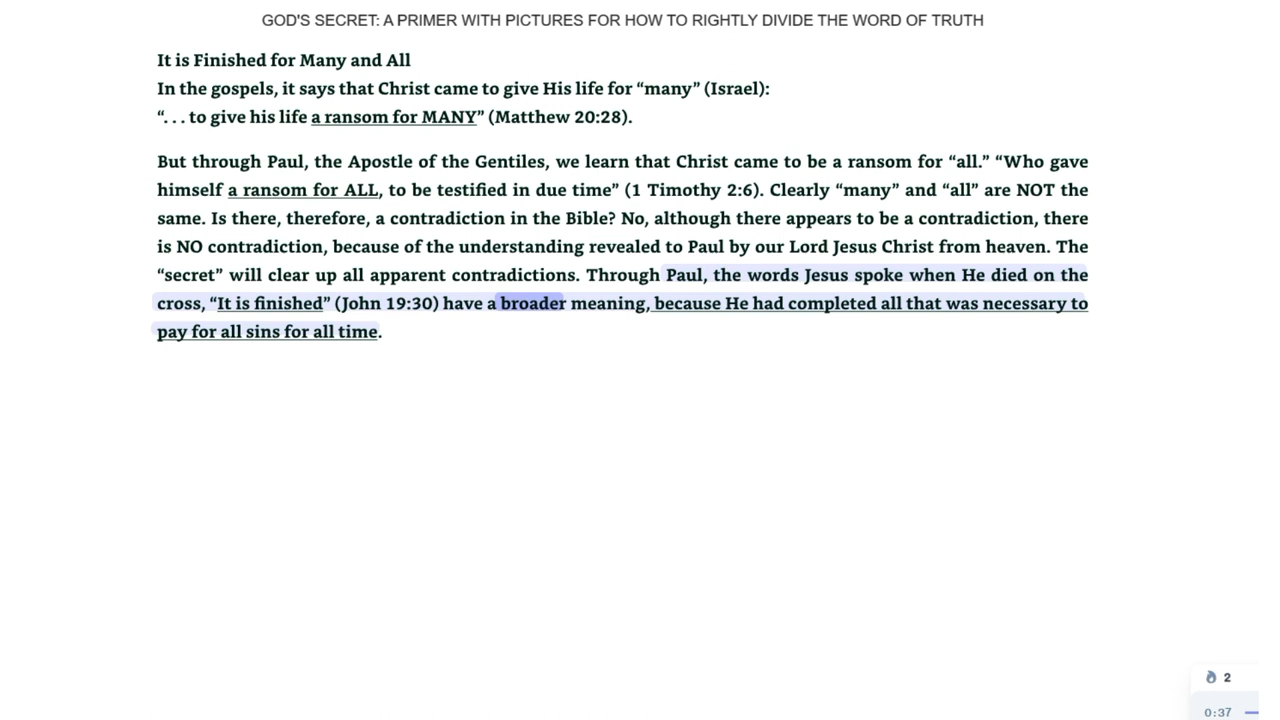 GOD'S SECRET: A PRIMER WITH PICTURES FOR HOW TO RIGHTLY DIVIDE THE WORD OF TRUTH
It is Finished for Many and All
In the gospels, it says that Christ came to give His life for “many” (Israel):
“. . . to give his life a ransom for MANY” (Matthew 20:28).
But through Paul, the Apostle of the Gentiles, we learn that Christ came to be a ransom for “all.” “Who gave
himself a ransom for ALL, to be testified in due time” (1 Timothy 2:6). Clearly “many” and “all” are NOT the
same. Is there, therefore, a contradiction in the Bible? No, although there appears to be a contradiction, there
is NO contradiction, because of the understanding revealed to Paul by our Lord Jesus Christ from heaven. The
“secret” will clear up all apparent contradictions. Through Paul, the words Jesus spoke when He died on the
cross, “It is finished” (John 19:30) have a broader meaning, because He had completed all that was necessary to
pay for all sins for all time.
2
0:37